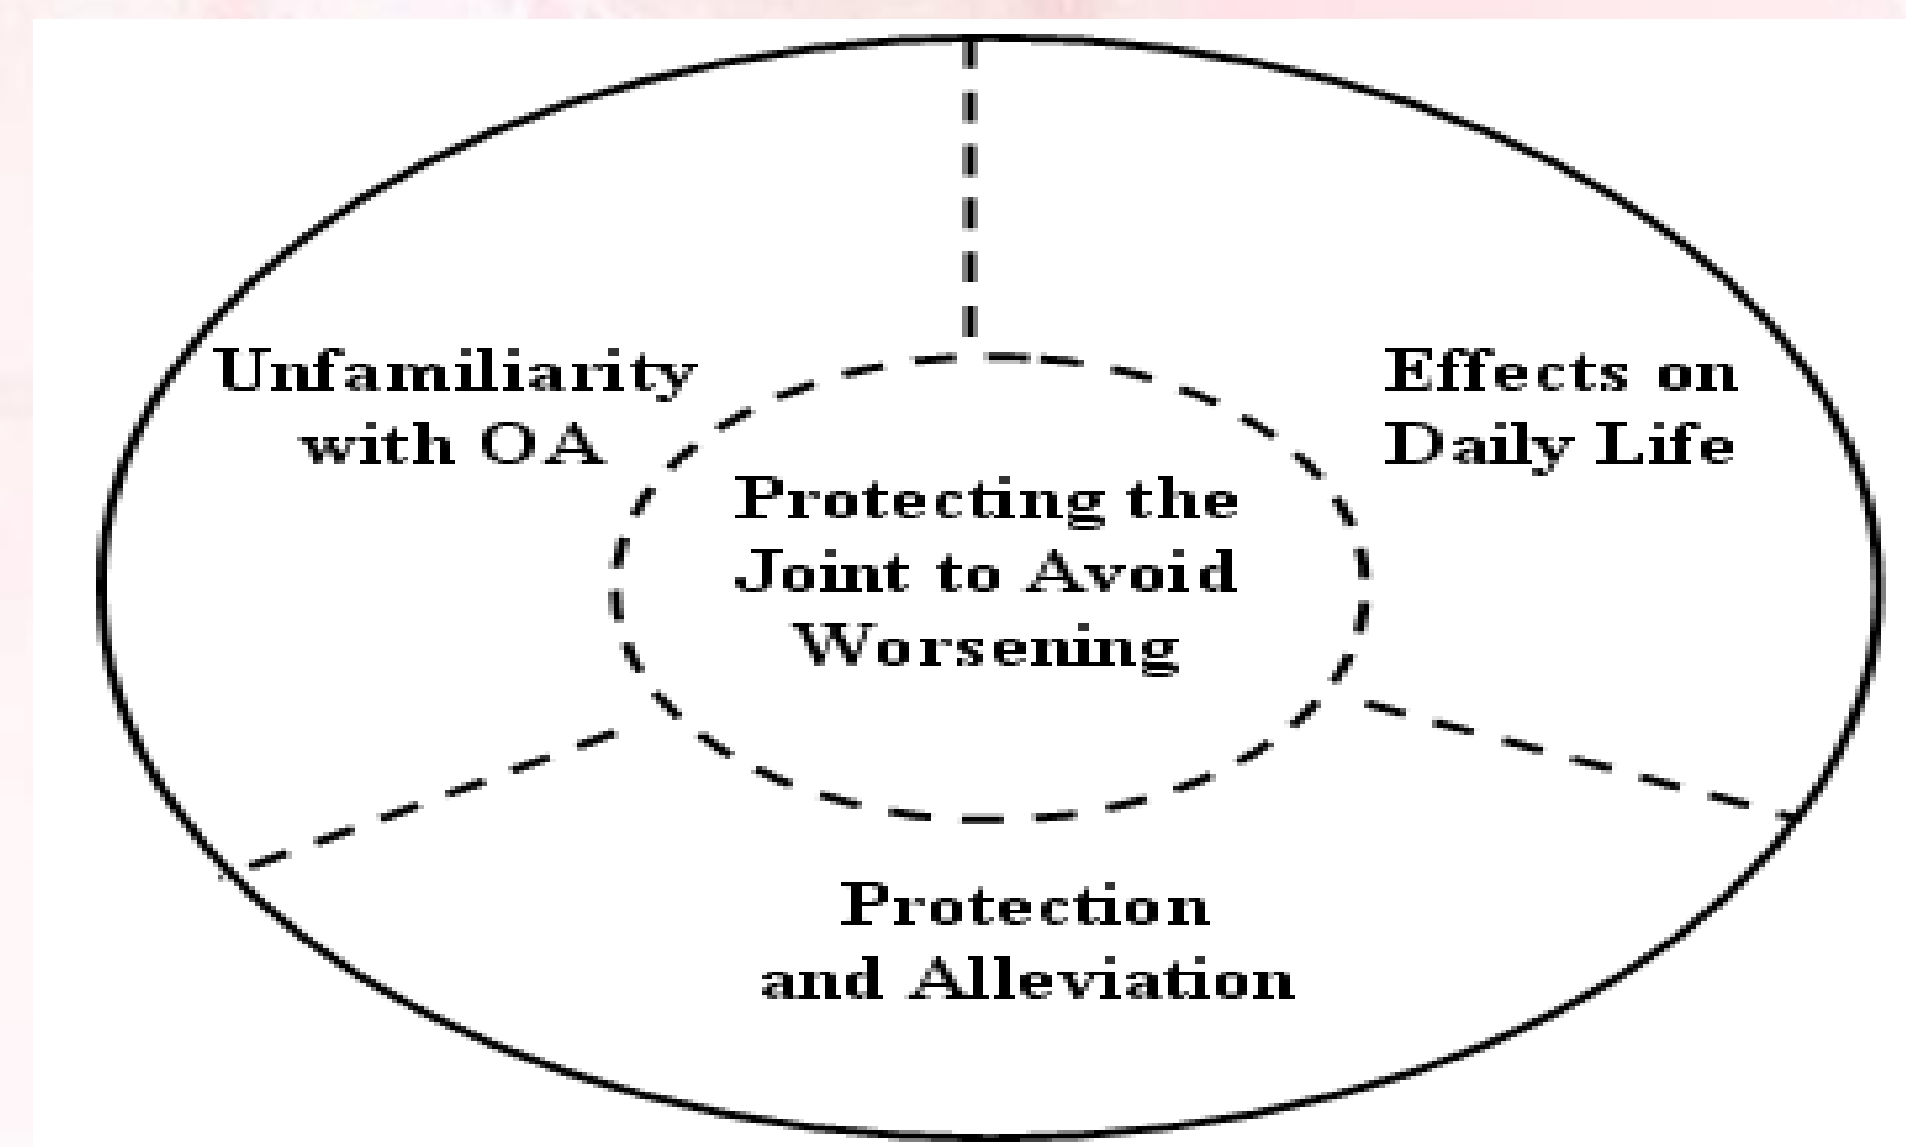 Unfamiliarity
with OA
Effects on
Daily Life
Protecting the
Joint to Avoid
Worsening
Protection
and Alleviation